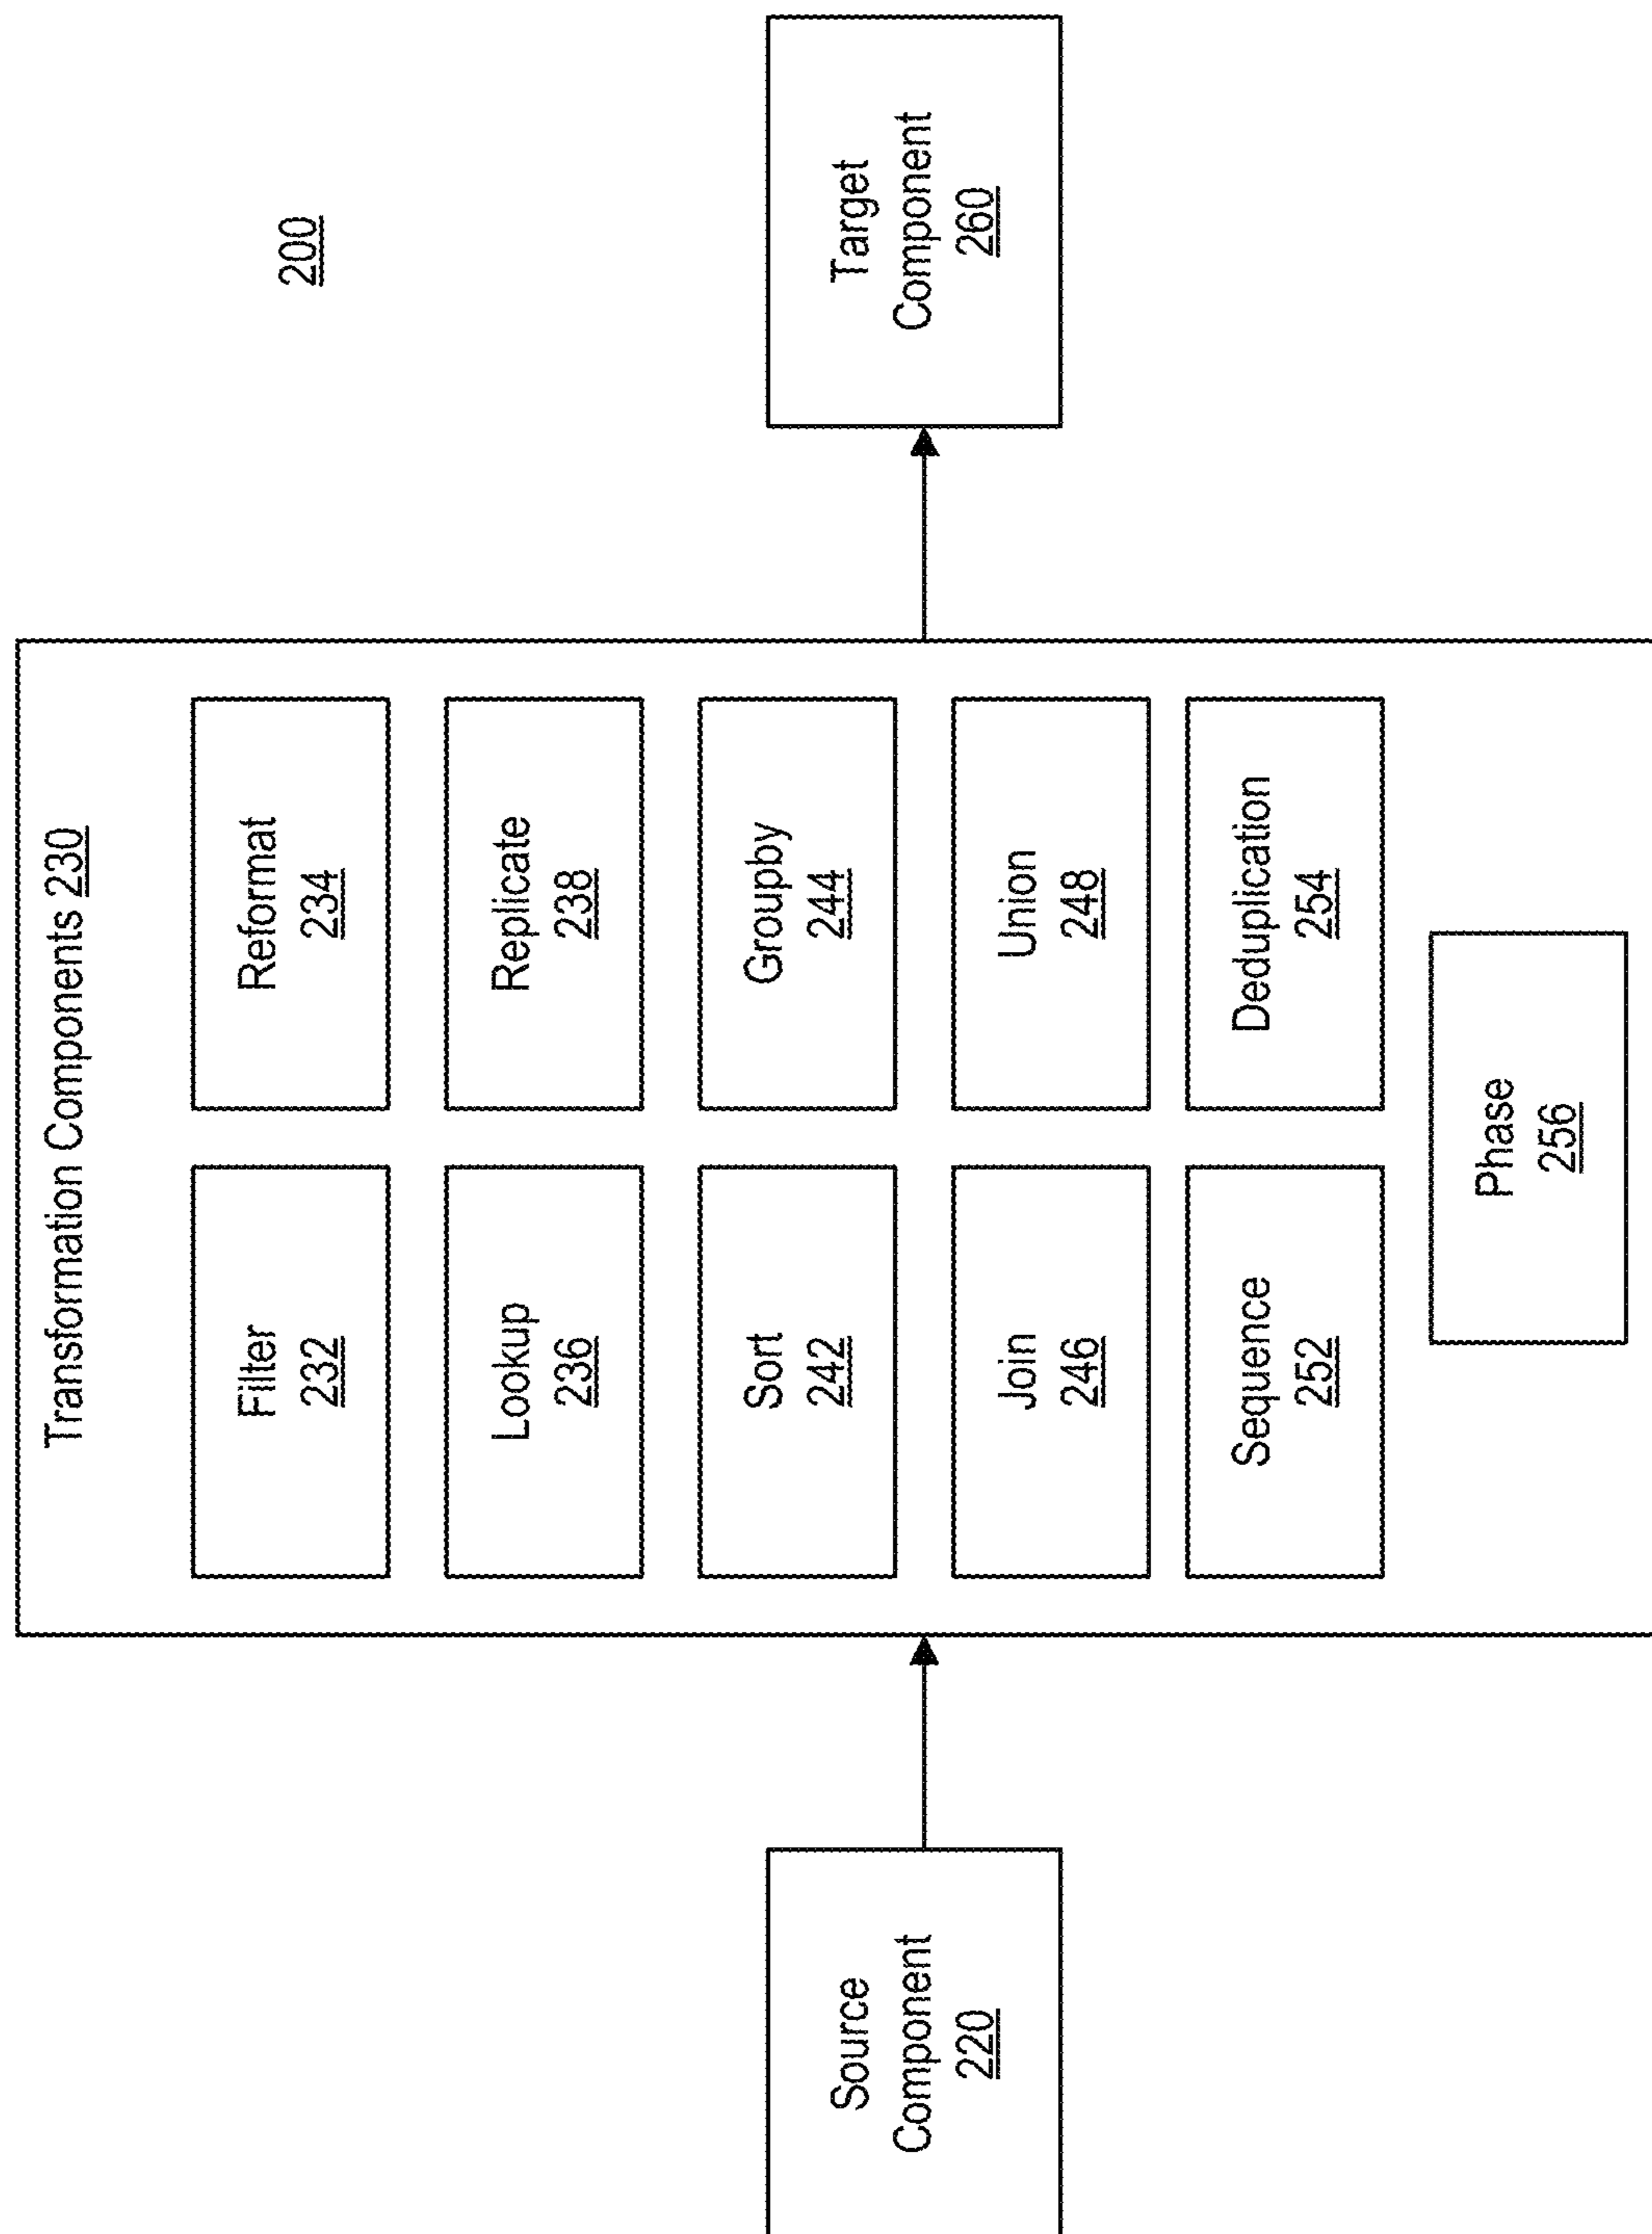 200
Source
Component
220
Transformation Components 230
Filter
232
Reformat
234
Lookup
236
Replicate
238
Sort
242
Groupby
244
Join
246
Union
248
Sequence
252
Deduplication
254
Phase
256
Target
Component
260